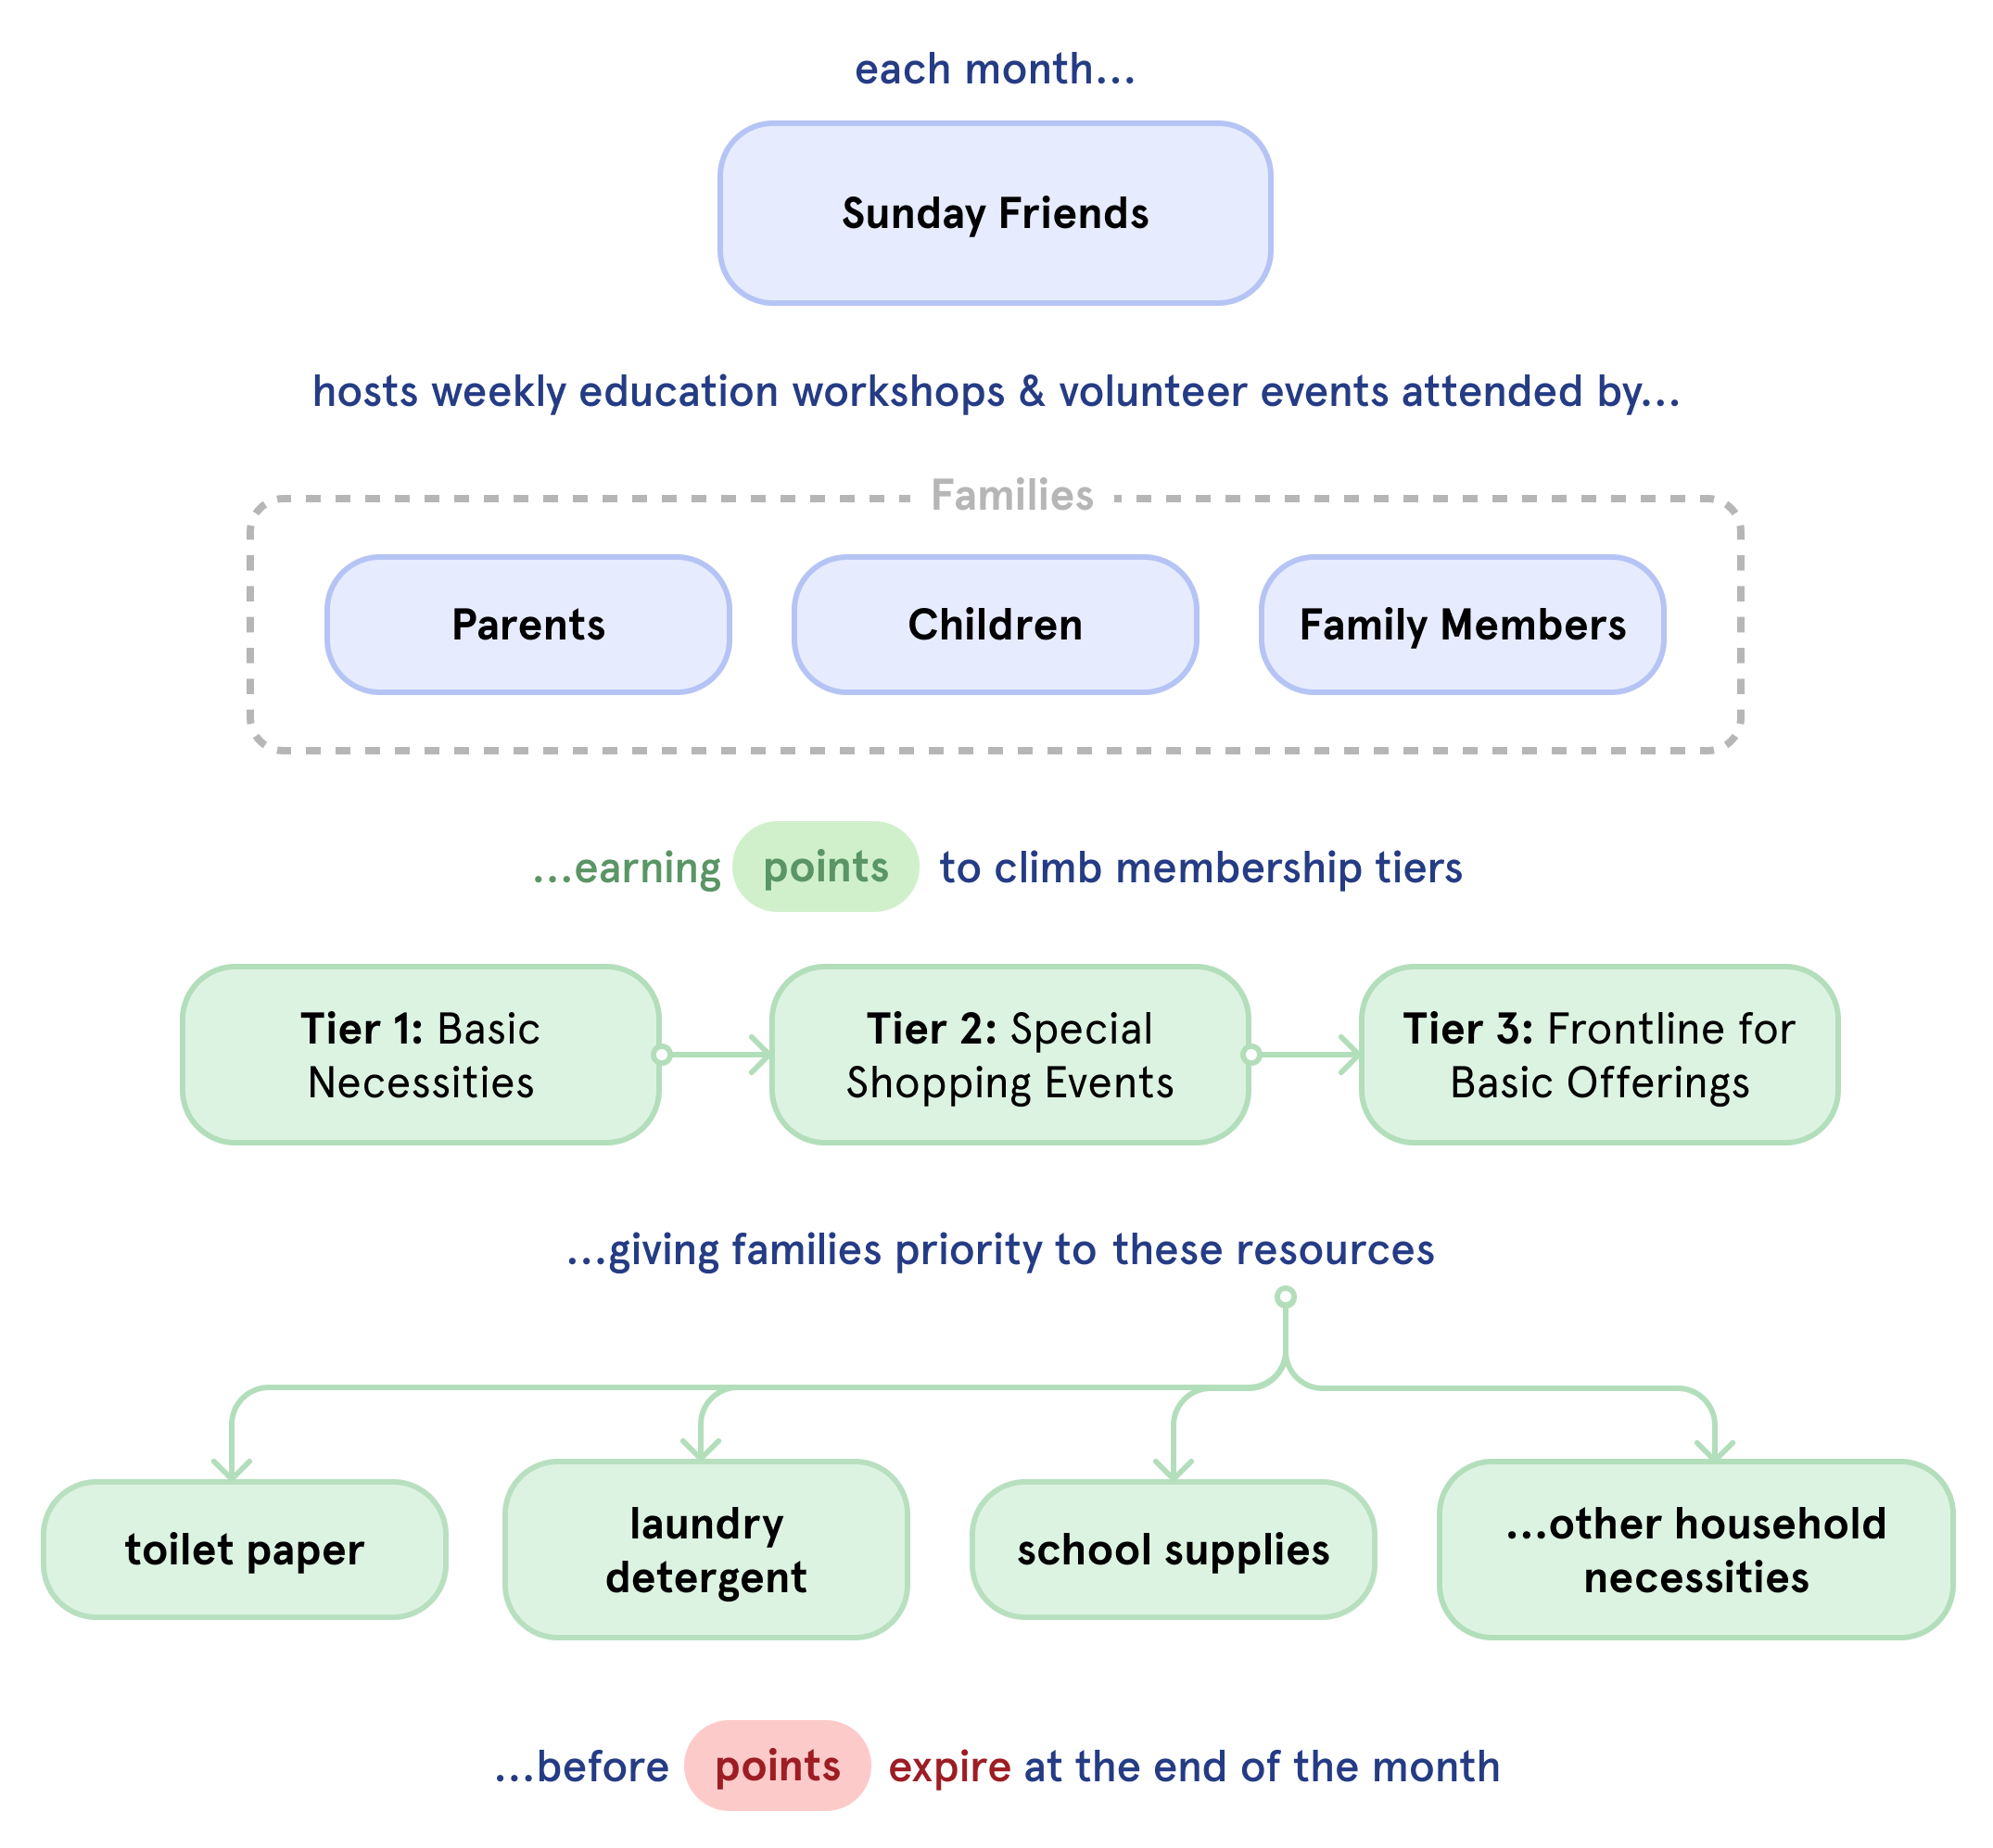 each month...
Sunday Friends
hosts weekly education workshops & volunteer events attended by...
Families
Parents
Children
Family Members
...earning points to climb membership tiers
Tier 1: Basic
Necessities
Tier 2: Special
Shopping Events
Tier 3: Frontline for
Basic Offerings
...giving families priority to these resources
toilet paper
laundry
detergent
school supplies
...other household
necessities
...before points expire at the end of the month